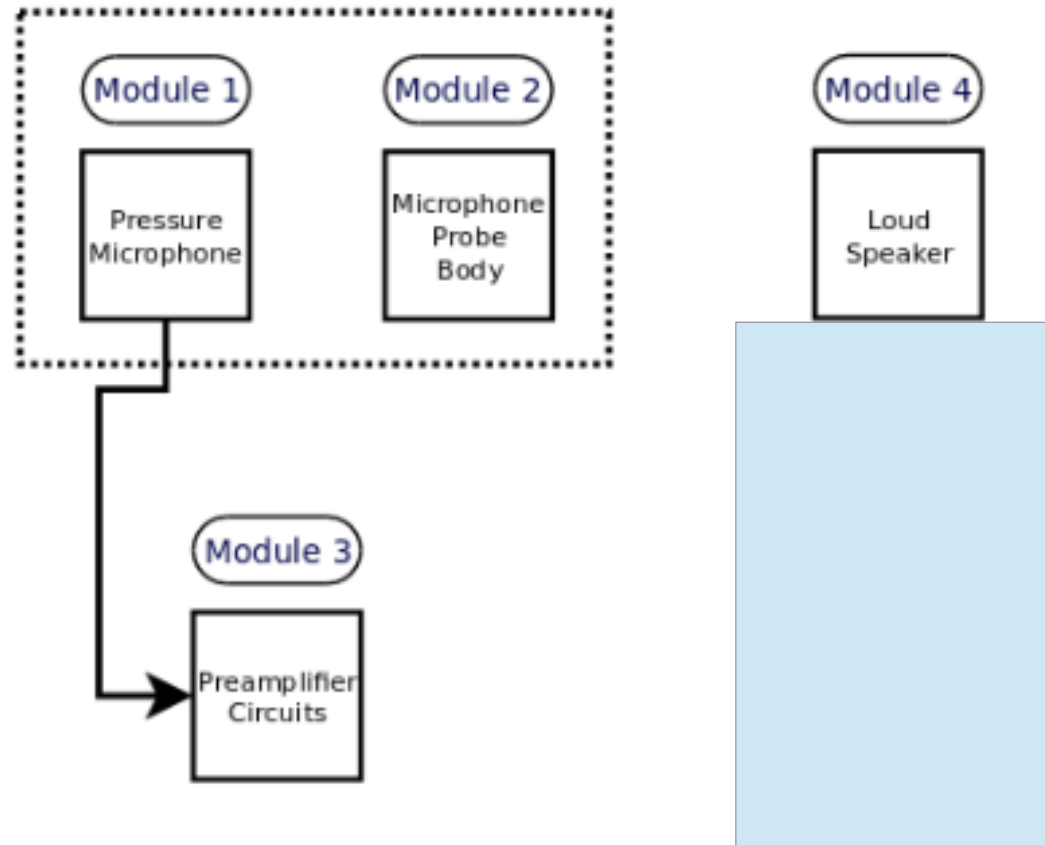 Module 1
Pressure
Microphone
Module 2
Microphone
Probe
Body
Module 4
Loud
Speaker
Module 3
Preamplifier
Circuits